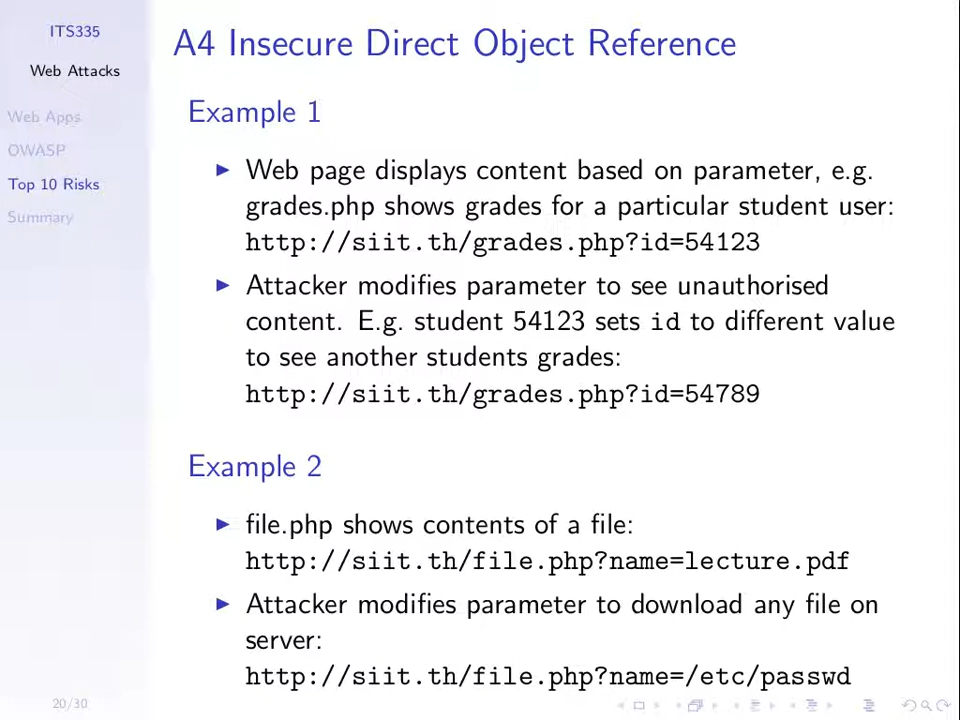 ITS335
Web Attacks
Web Apps
OWASP
Top 10 Risks
Summary
A4 Insecure Direct Object Reference
Example 1
Web page displays content based on parameter, e.g.
grades.php shows grades for a particular student user:
http://siit.th/grades.php?id=54123
Attacker modifies parameter to see unauthorised
content. E.g. student 54123 sets id to different value
to see another students grades:
http://siit.th/grades.php?id=54789
Example 2
file.php shows contents of a file:
http://siit.th/file.php?name=lecture.pdf
Attacker modifies parameter to download any file on
server:
http://siit.th/file.php?name=/etc/passwd
20/30